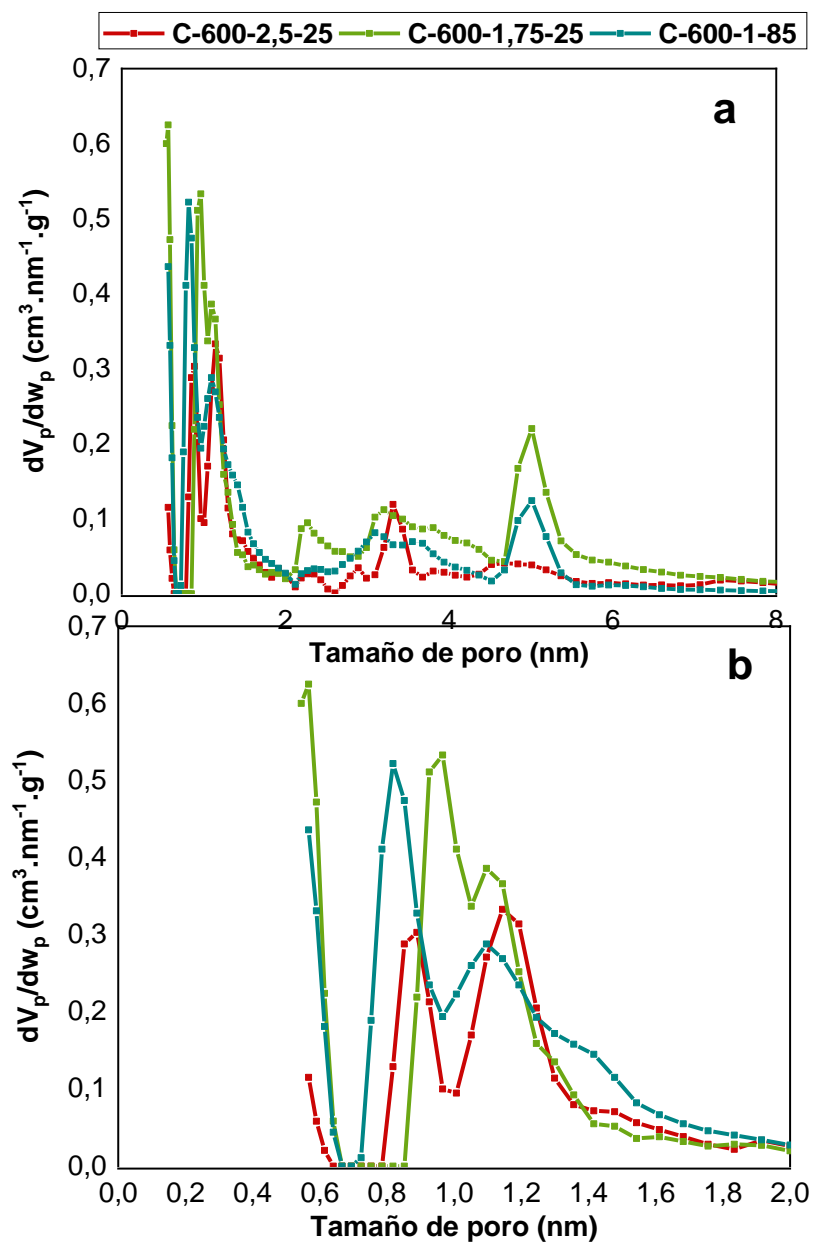 C-600-2,5-25 C-600-1,75-25 C-600-1-85
a
0,7
0,6
0,5
0,4
0,3
0,2
0,1
0,0
dVp/dwp (cm³.nm⁻¹.g⁻¹)
0 2 4 6 8
Tamaño de poro (nm)
b
0,7
0,6
0,5
0,4
0,3
0,2
0,1
0,0
dVp/dwp (cm³.nm⁻¹.g⁻¹)
0,0 0,2 0,4 0,6 0,8 1,0 1,2 1,4 1,6 1,8 2,0
Tamaño de poro (nm)